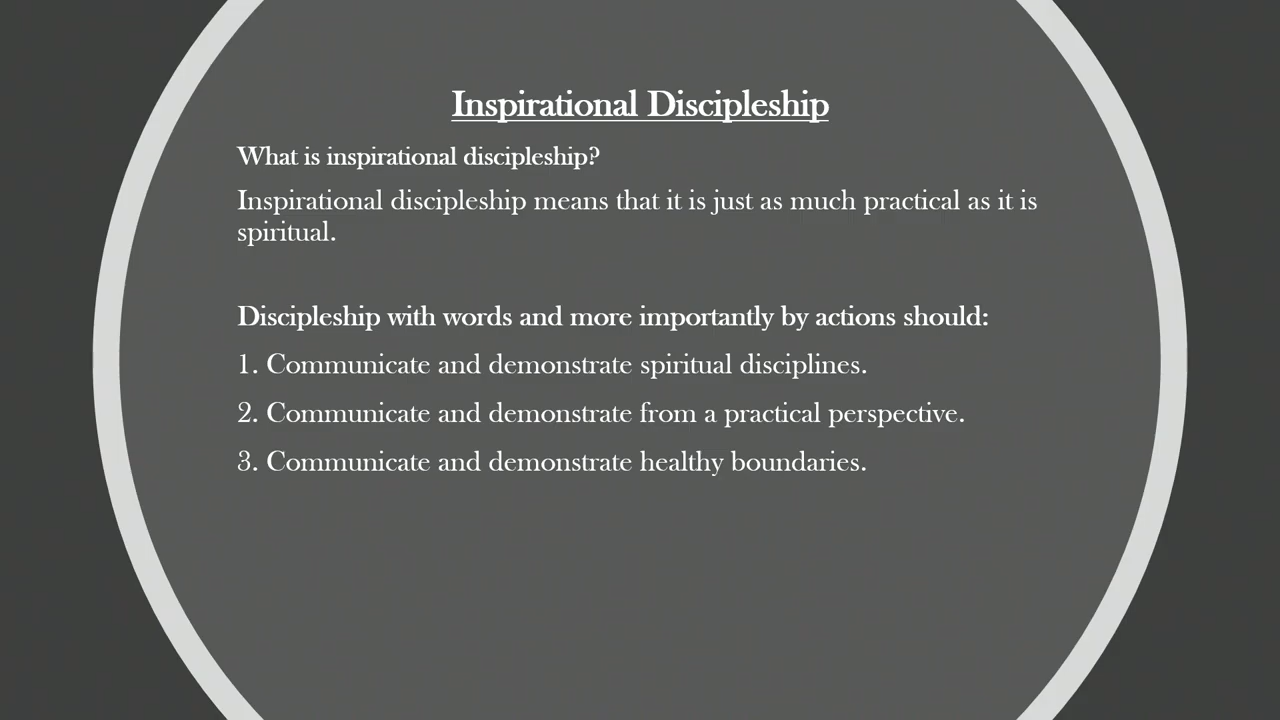 Inspirational Discipleship
What is inspirational discipleship?
Inspirational discipleship means that it is just as much practical as it is
spiritual.
Discipleship with words and more importantly by actions should:
1. Communicate and demonstrate spiritual disciplines.
2. Communicate and demonstrate from a practical perspective.
3. Communicate and demonstrate healthy boundaries.